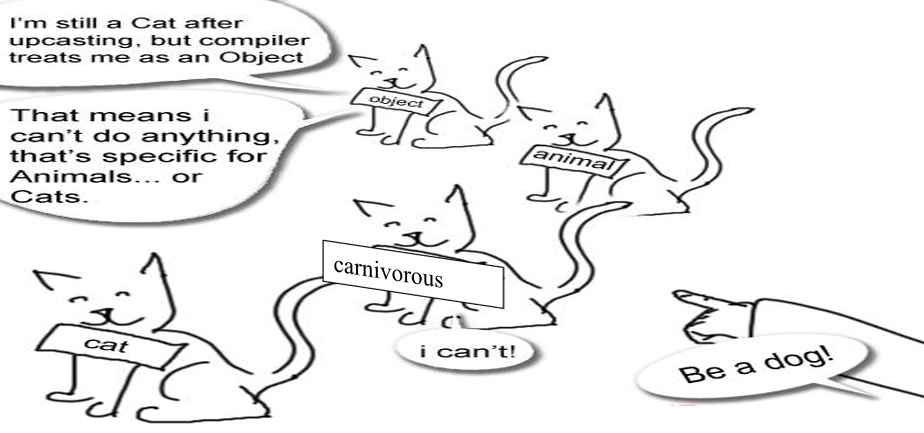 I'm still a Cat after
upcasting, but compiler
treats me as an Object
That means i
can't do anything,
that's specific for
Animals... or
Cats.
object
animal
carnivorous
cat
i can't!
Be a dog!